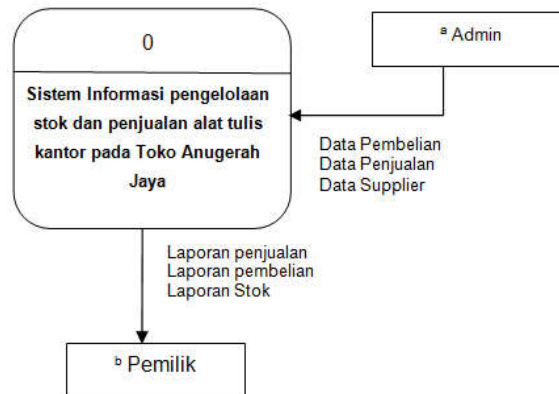 0
Sistem Informasi pengelolaan
stok dan penjualan alat tulis
kantor pada Toko Anugerah
Jaya
a Admin
Data Pembelian
Data Penjualan
Data Supplier
Laporan penjualan
Laporan pembelian
Laporan Stok
b Pemilik